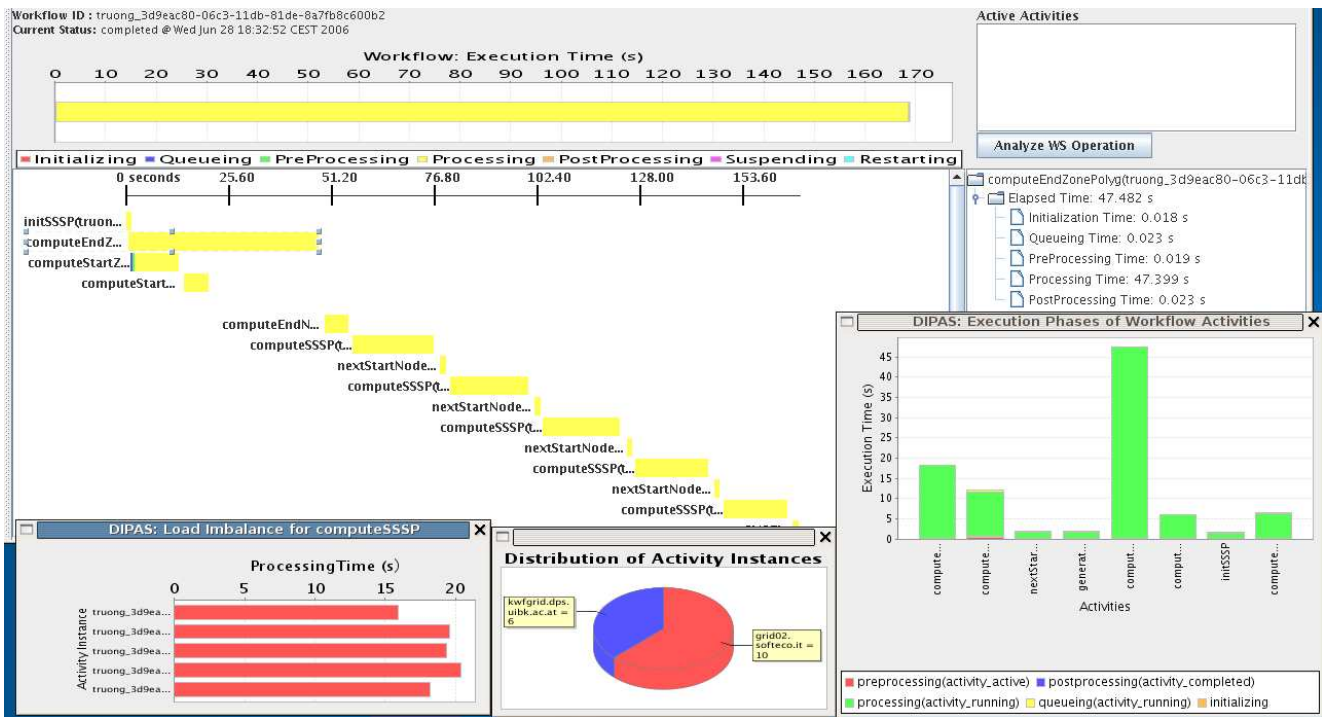 Workflow ID : truong_3d9eac80-06c3-11db-81de-8a7fb8c600b2
Current Status: completed @ Wed Jun 28 18:32:52 CEST 2006
Workflow: Execution Time (s)
0 10 20 30 40 50 60 70 80 90 100 110 120 130 140 150 160 170
Initializing Queueing PreProcessing Processing PostProcessing Suspending Restarting
0 seconds 25.60 51.20 76.80 102.40 128.00 153.60
initSSSP(truon...
computeEndZ...
computeStartZ...
computeStart...
computeEndN...
computeSSSP(t...
nextStartNode...
computeSSSP(t...
nextStartNode...
computeSSSP(t...
nextStartNode...
computeSSSP(t...
nextStartNode...
computeSSSP(t...
Active Activities
Analyze WS Operation
computeEndZonePolyg(truong_3d9eac80-06c3-11db
Elapsed Time: 47.482 s
Initialization Time: 0.018 s
Queueing Time: 0.023 s
PreProcessing Time: 0.019 s
Processing Time: 47.399 s
PostProcessing Time: 0.023 s
DIPAS: Execution Phases of Workflow Activities
Execution Time (s)
45
40
35
30
25
20
15
10
5
0
compute... compute... nextStar... generat... comput... comput... initSSSP compute...
Activities
preprocessing(activity_active) postprocessing(activity_completed)
processing(activity_running) queueing(activity_running) initializing
DIPAS: Load Imbalance for computeSSSP
ProcessingTime (s)
0 5 10 15 20
Activity Instance
truong_3d9ea...
truong_3d9ea...
truong_3d9ea...
truong_3d9ea...
truong_3d9ea...
Distribution of Activity Instances
kwfgrid.dps.
uibk.ac.at =
6
grid02.
softeco.it =
10